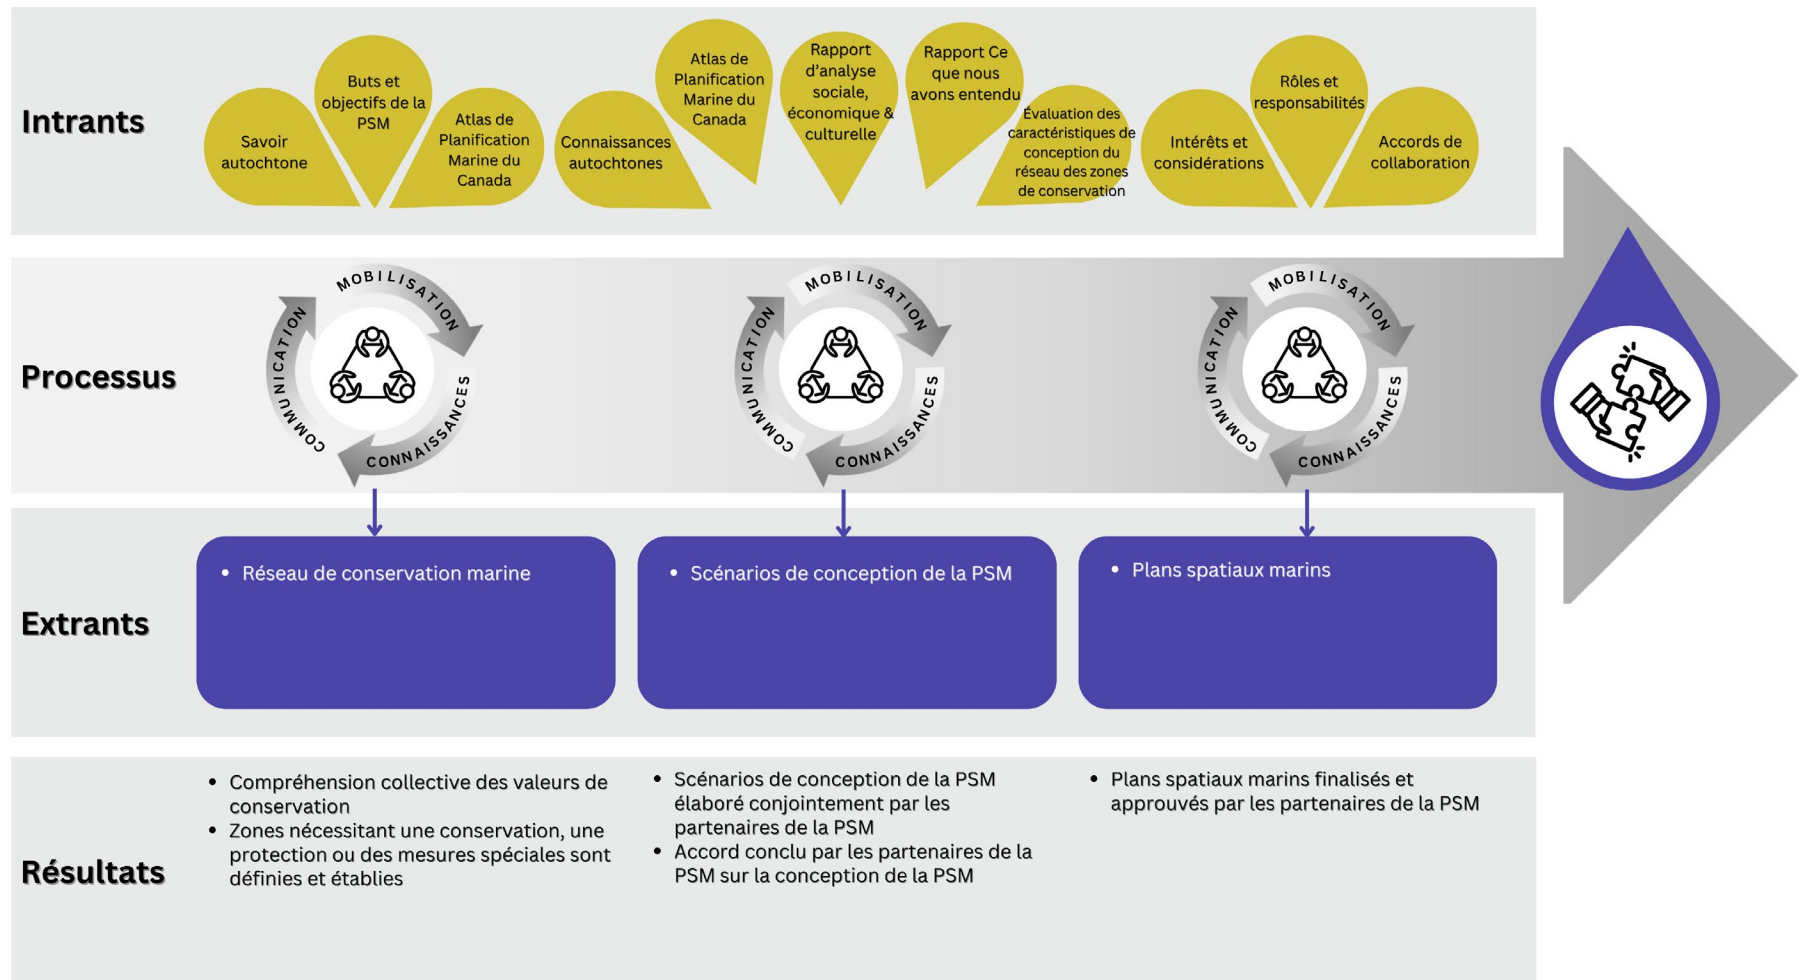 Intrants
Savoir
autochtone
Buts et
objectifs de la
PSM
Atlas de
Planification
Marine du
Canada
Connaissances
autochtones
Atlas de
Planification
Marine du
Canada
Rapport
d'analyse
sociale,
économique &
culturelle
Rapport Ce
que nous
avons entendu
Évaluation des
caractéristiques de
conception du
réseau des zones
de conservation
Intérêts et
considérations
Rôles et
responsabilités
Accords de
collaboration
Processus
MOBILISATION
CONNAISSANCES
COMMUNICATION
MOBILISATION
CONNAISSANCES
COMMUNICATION
MOBILISATION
CONNAISSANCES
COMMUNICATION
Extrants
• Réseau de conservation marine
• Scénarios de conception de la PSM
• Plans spatiaux marins
Résultats
• Compréhension collective des valeurs de
conservation
• Zones nécessitant une conservation, une
protection ou des mesures spéciales sont
définies et établies
• Scénarios de conception de la PSM
élaboré conjointement par les
partenaires de la PSM
• Accord conclu par les partenaires de la
PSM sur la conception de la PSM
• Plans spatiaux marins finalisés et
approuvés par les partenaires de la PSM